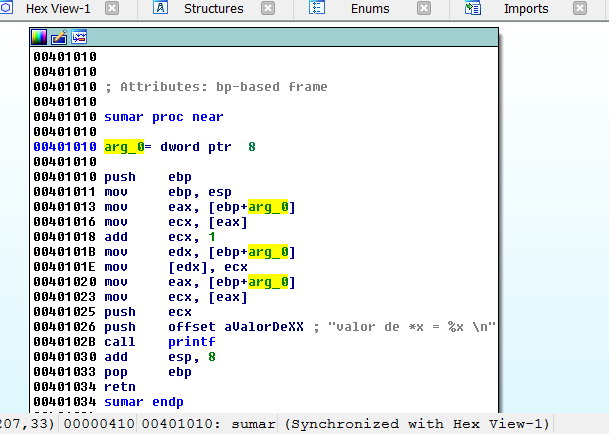 Hex View-1 Structures Enums Imports
00401010
00401010
00401010 ; Attributes: bp-based frame
00401010
00401010 sumar proc near
00401010
00401010 arg_0= dword ptr  8
00401010
00401010 push    ebp
00401011 mov     ebp, esp
00401013 mov     eax, [ebp+arg_0]
00401016 mov     ecx, [eax]
00401018 add     ecx, 1
0040101B mov     edx, [ebp+arg_0]
0040101E mov     [edx], ecx
00401020 mov     eax, [ebp+arg_0]
00401023 mov     ecx, [eax]
00401025 push    ecx
00401026 push    offset aValorDeXX ; "valor de *x = %x \n"
0040102B call    printf
00401030 add     esp, 8
00401033 pop     ebp
00401034 retn
00401034 sumar endp
207,33) 00000410 00401010: sumar (Synchronized with Hex View-1)